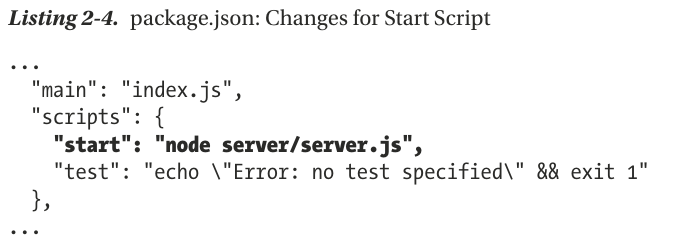 Listing 2-4. package.json: Changes for Start Script
...
"main": "index.js",
"scripts": {
"start": "node server/server.js",
"test": "echo \"Error: no test specified\" && exit 1"
},
...